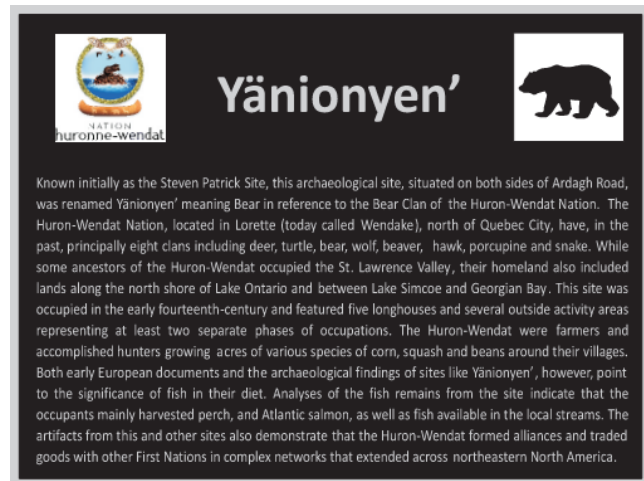 Yänionyen’
NATION
huronne-wendat
Known initially as the Steven Patrick Site, this archaeological site, situated on both sides of Ardagh Road,
was renamed Yänionyen’ meaning Bear in reference to the Bear Clan of the Huron-Wendat Nation. The
Huron-Wendat Nation, located in Lorette (today called Wendake), north of Quebec City, have, in the
past, principally eight clans including deer, turtle, bear, wolf, beaver, hawk, porcupine and snake. While
some ancestors of the Huron-Wendat occupied the St. Lawrence Valley, their homeland also included
lands along the north shore of Lake Ontario and between Lake Simcoe and Georgian Bay. This site was
occupied in the early fourteenth-century and featured five longhouses and several outside activity areas
representing at least two separate phases of occupations. The Huron-Wendat were farmers and
accomplished hunters growing acres of various species of corn, squash and beans around their villages.
Both early European documents and the archaeological findings of sites like Yänionyen’, however, point
to the significance of fish in their diet. Analyses of the fish remains from the site indicate that the
occupants mainly harvested perch, and Atlantic salmon, as well as fish available in the local streams. The
artifacts from this and other sites also demonstrate that the Huron-Wendat formed alliances and traded
goods with other First Nations in complex networks that extended across northeastern North America.